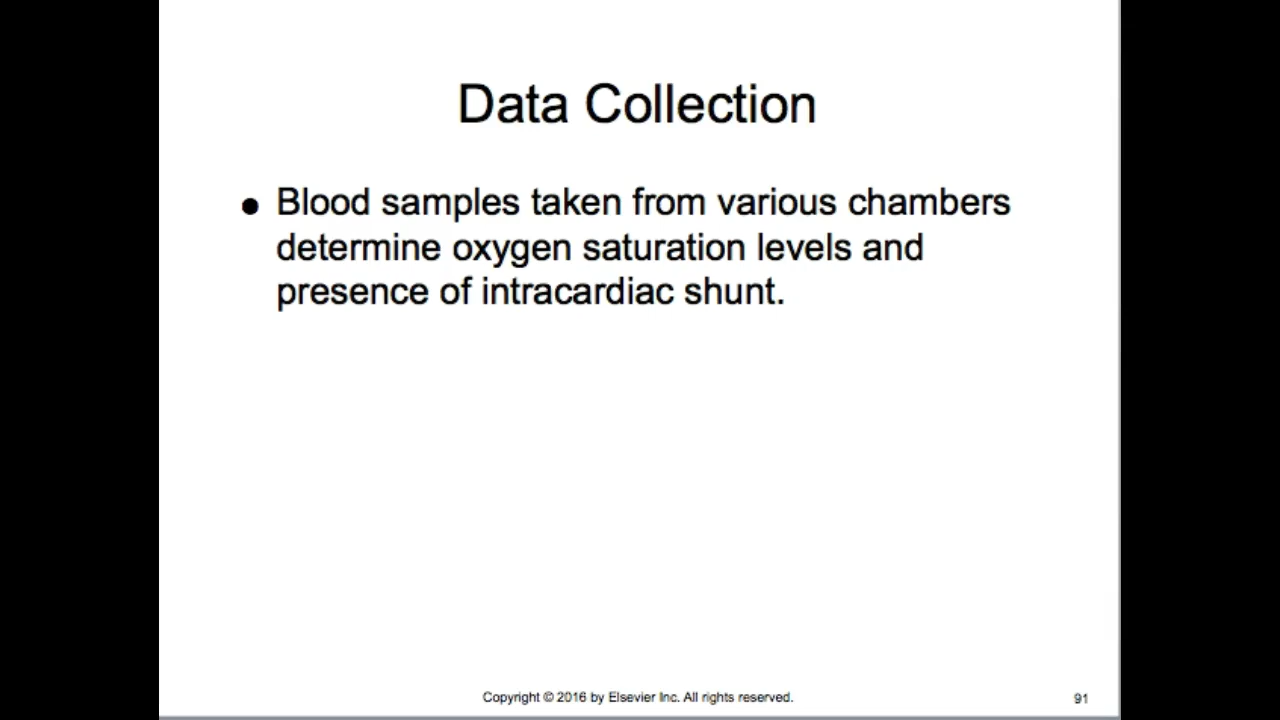 Data Collection
● Blood samples taken from various chambers
determine oxygen saturation levels and
presence of intracardiac shunt.
Copyright © 2016 by Elsevier Inc. All rights reserved.
91